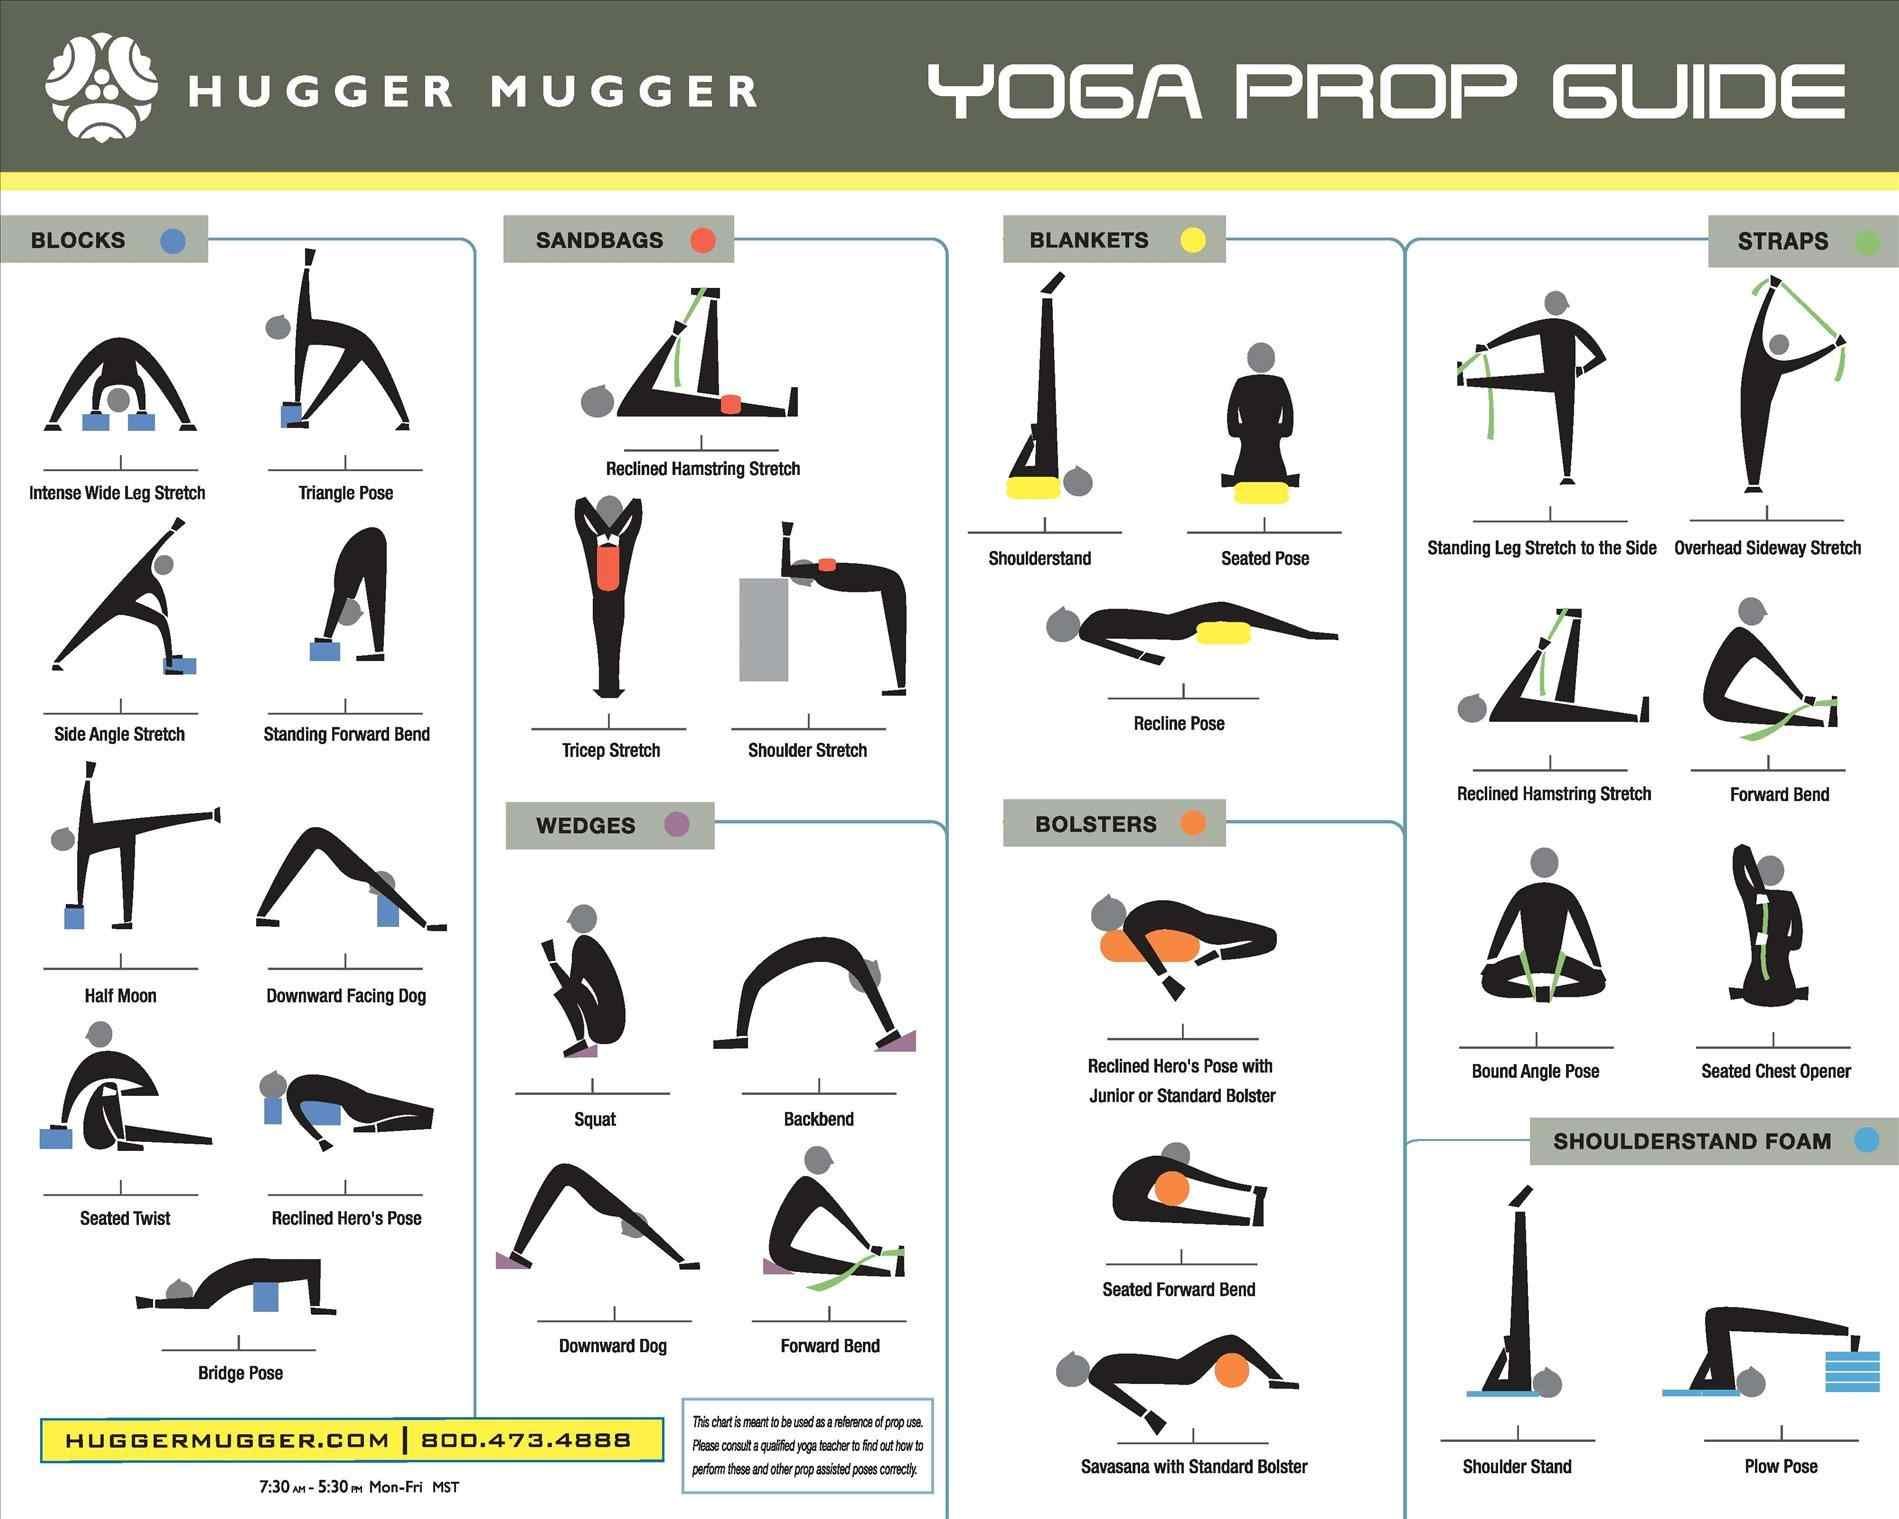 HUGGER MUGGER
YOGA PROP GUIDE
BLOCKS
Intense Wide Leg Stretch
Triangle Pose
Side Angle Stretch
Standing Forward Bend
Half Moon
Downward Facing Dog
Seated Twist
Reclined Hero's Pose
Bridge Pose
HUGGERMUGGER.COM | 800.473.4888
7:30 AM - 5:30 PM Mon-Fri MST
SANDBAGS
Reclined Hamstring Stretch
Tricep Stretch
Shoulder Stretch
WEDGES
Squat
Backbend
Downward Dog
Forward Bend
This chart is meant to be used as a reference of prop use.
Please consult a qualified yoga teacher to find out how to
perform these and other prop assisted poses correctly.
BLANKETS
Shoulderstand
Seated Pose
Recline Pose
BOLSTERS
Reclined Hero's Pose with
Junior or Standard Bolster
Seated Forward Bend
Savasana with Standard Bolster
STRAPS
Standing Leg Stretch to the Side
Overhead Sideway Stretch
Reclined Hamstring Stretch
Forward Bend
Bound Angle Pose
Seated Chest Opener
SHOULDERSTAND FOAM
Shoulder Stand
Plow Pose